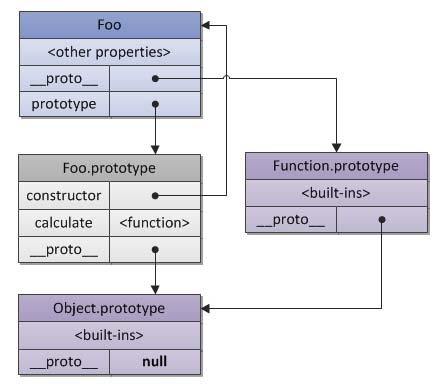 Foo
<other properties>
__proto__
prototype
Foo.prototype
constructor
calculate <function>
__proto__
Function.prototype
<built-ins>
__proto__
Object.prototype
<built-ins>
__proto__ null